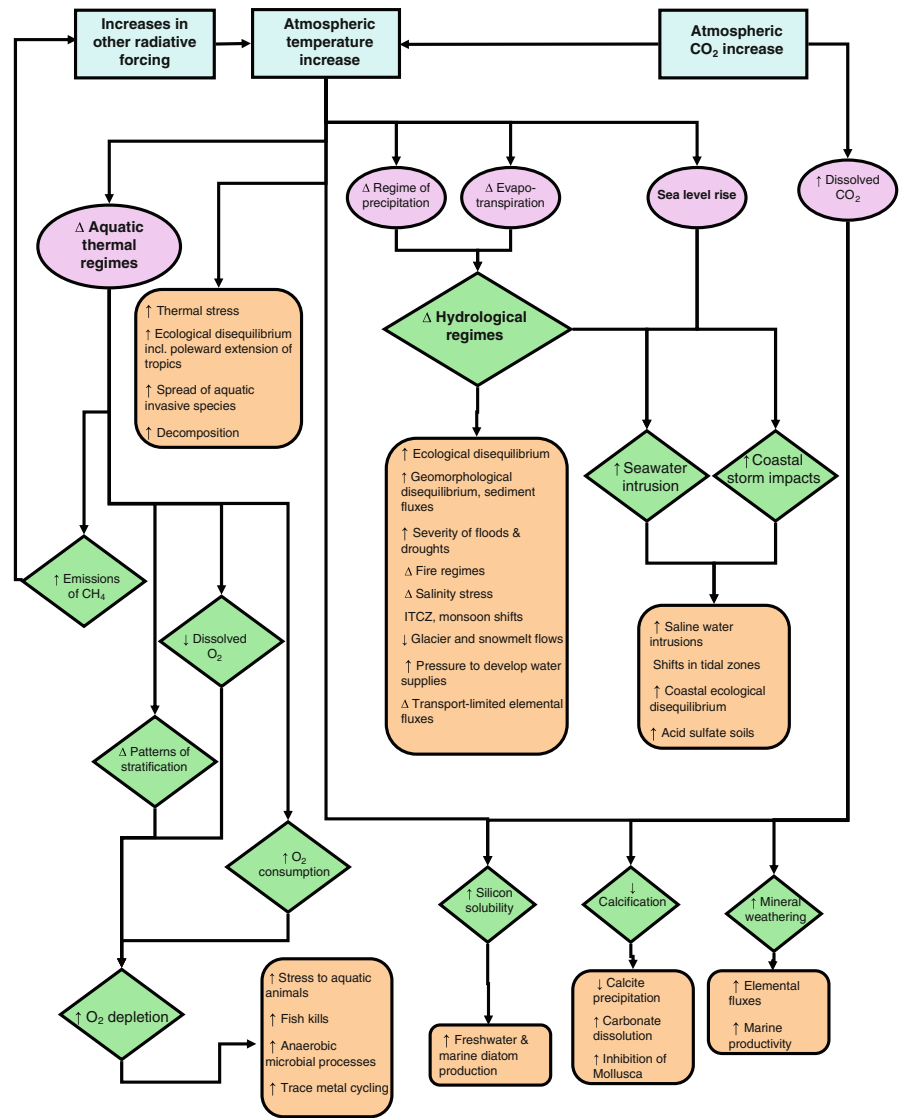 Increases in
other radiative
forcing
Atmospheric
temperature
increase
Atmospheric
CO₂ increase
Δ Regime of
precipitation
Δ Evapo-
transpiration
Sea level rise
↑ Dissolved
CO₂
Δ Aquatic
thermal
regimes
↑ Thermal stress
↑ Ecological disequilibrium
incl. poleward extension of
tropics
↑ Spread of aquatic
invasive species
↑ Decomposition
Δ Hydrological
regimes
↑ Ecological disequilibrium
↑ Geomorphological
disequilibrium, sediment
fluxes
↑ Severity of floods &
droughts
Δ Fire regimes
Δ Salinity stress
ITCZ, monsoon shifts
↓ Glacier and snowmelt flows
↑ Pressure to develop water
supplies
Δ Transport-limited elemental
fluxes
↑ Seawater
intrusion
↑ Coastal
storm impacts
↑ Saline water
intrusions
Shifts in tidal zones
↑ Coastal ecological
disequilibrium
↑ Acid sulfate soils
↑ Emissions
of CH₄
↓ Dissolved
O₂
Δ Patterns of
stratification
↑ O₂
consumption
↑ O₂ depletion
↑ Stress to aquatic
animals
↑ Fish kills
↑ Anaerobic
microbial processes
↑ Trace metal cycling
↑ Silicon
solubility
↓
Calcification
↑ Mineral
weathering
↑ Freshwater &
marine diatom
production
↓ Calcite
precipitation
↑ Carbonate
dissolution
↑ Inhibition of
Mollusca
↑ Elemental
fluxes
↑ Marine
productivity